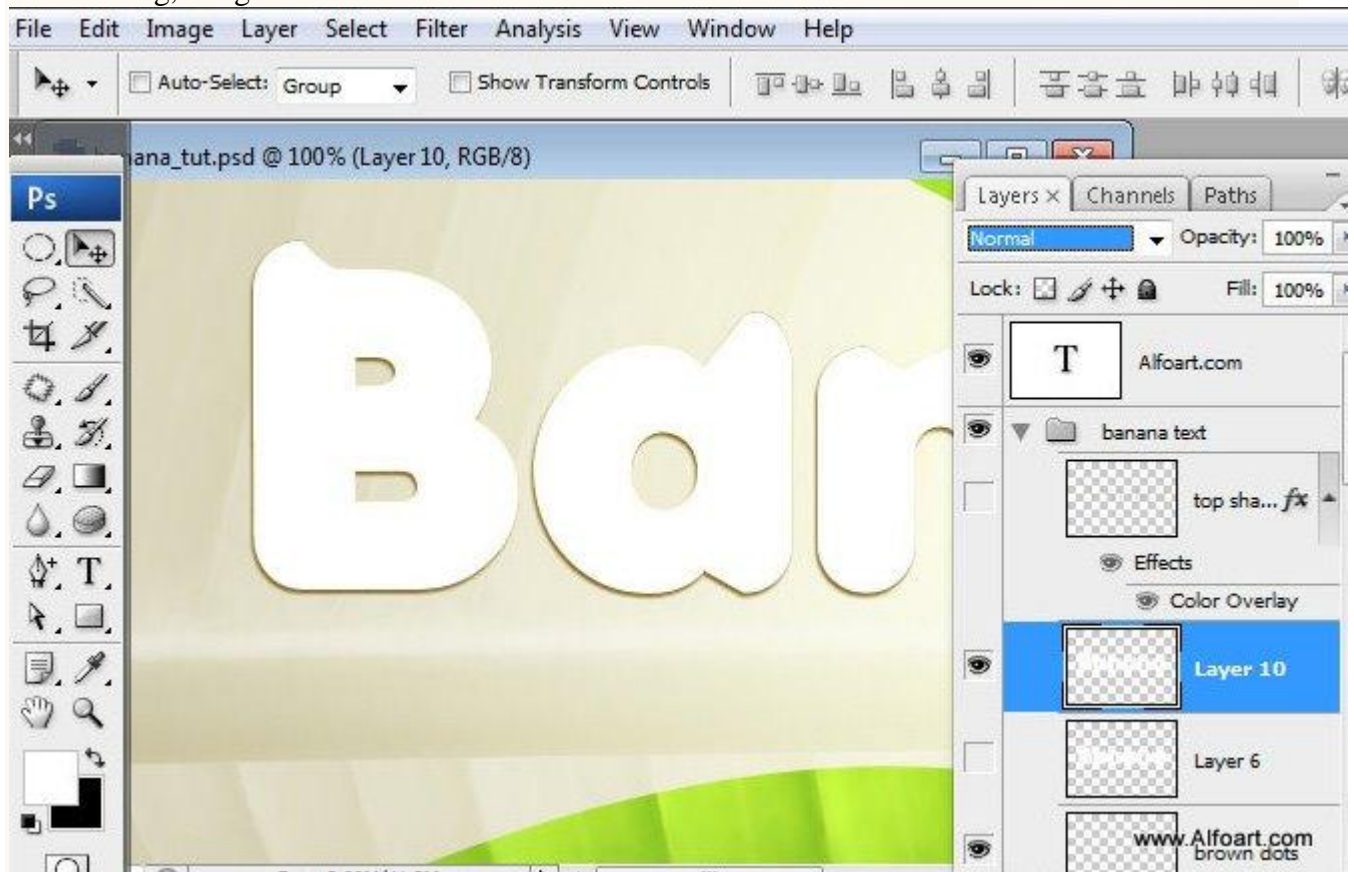 File Edit Image Layer Select Filter Analysis View Window Help
Auto-Select: Group Show Transform Controls
ana_tut.psd @ 100% (Layer 10, RGB/8)
Ps
Layers × Channels Paths
Normal Opacity: 100%
Lock: Fill: 100%
T Alfoart.com
banana text
top sha... fx
Effects
Color Overlay
Layer 10
Layer 6
www.Alfoart.com
brown dots
Ban
T